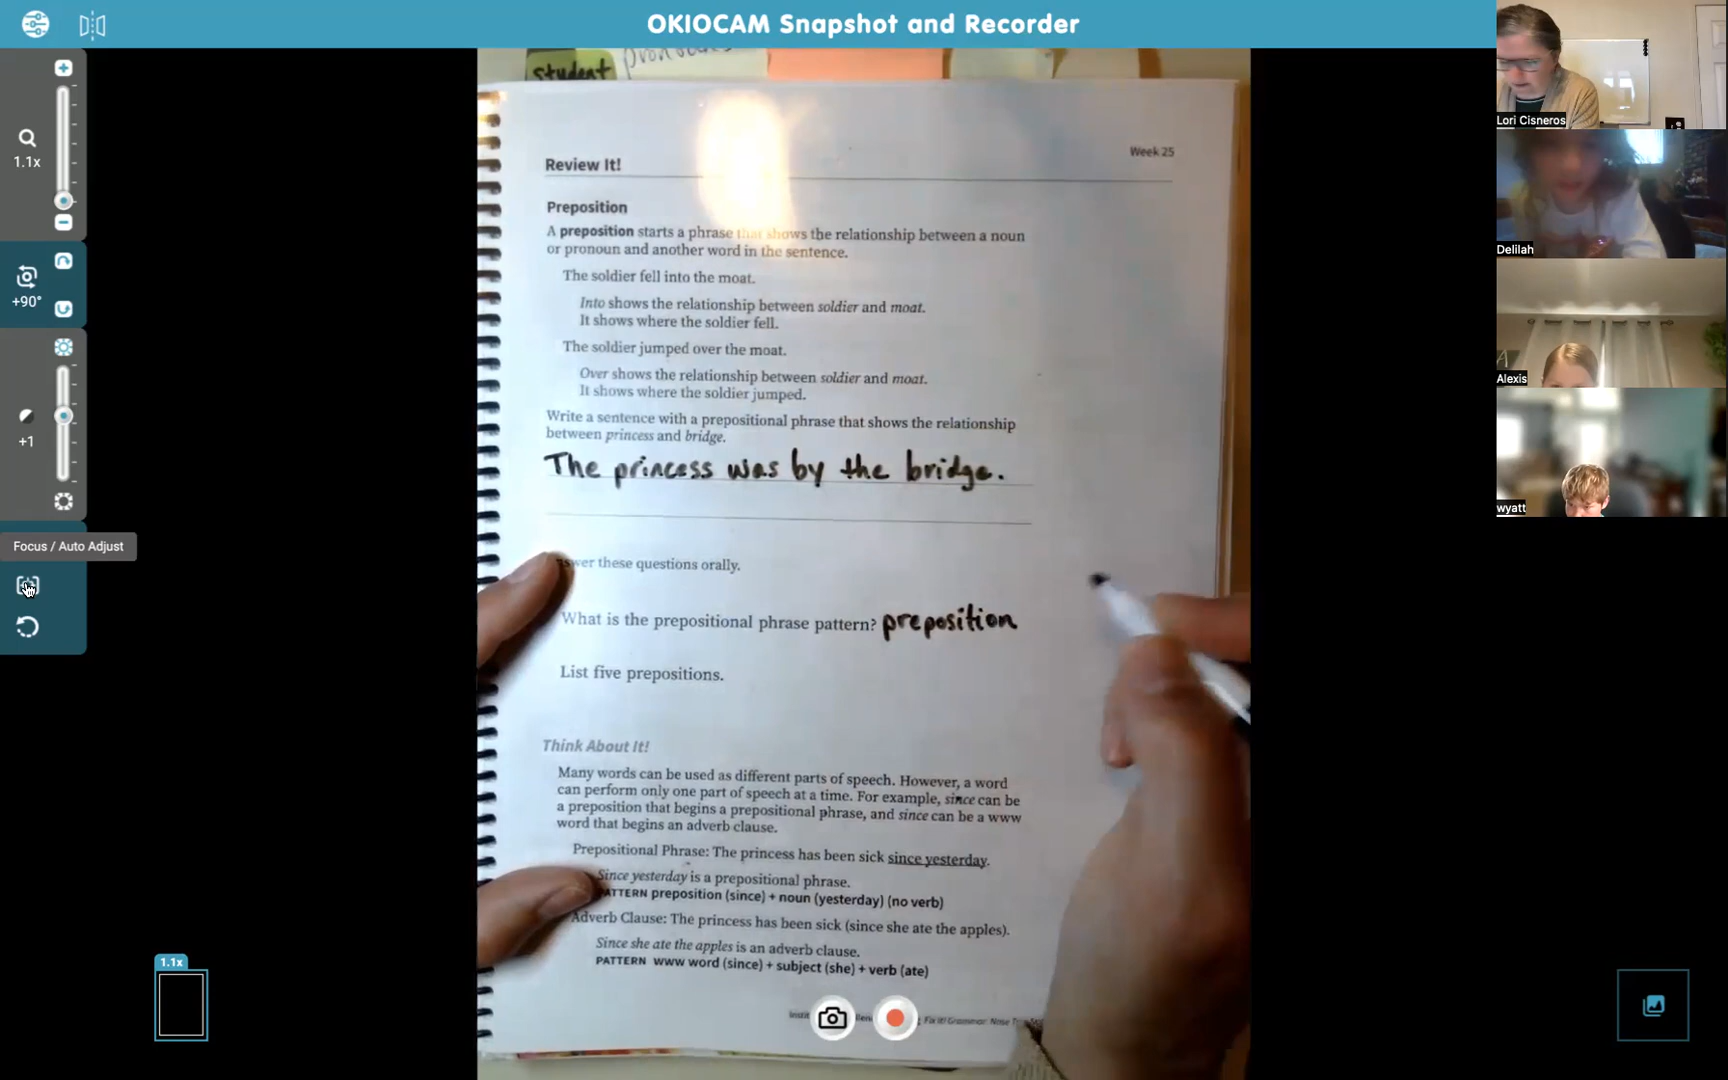 OKIOCAM Snapshot and Recorder
student
1.1x
+90°
+1
Focus / Auto Adjust
Week 25
Review It!
Preposition
A preposition starts a phrase that shows the relationship between a noun
or pronoun and another word in the sentence.
The soldier fell into the moat.
Into shows the relationship between soldier and moat.
It shows where the soldier fell.
The soldier jumped over the moat.
Over shows the relationship between soldier and moat.
It shows where the soldier jumped.
Write a sentence with a prepositional phrase that shows the relationship
between princess and bridge.
The princess was by the bridge.
these questions orally.
What is the prepositional phrase pattern? preposition
List five prepositions.
Think About It!
Many words can be used as different parts of speech. However, a word
can perform only one part of speech at a time. For example, since can be
a preposition that begins a prepositional phrase, and since can be a www
word that begins an adverb clause.
Prepositional Phrase: The princess has been sick since yesterday.
Since yesterday is a prepositional phrase.
PATTERN preposition (since) + noun (yesterday) (no verb)
Adverb Clause: The princess has been sick (since she ate the apples).
Since she ate the apples is an adverb clause.
PATTERN www word (since) + subject (she) + verb (ate)
Fix It! Grammar: Nose
1.1x
Lori Cisneros
Delilah
Alexis
wyatt